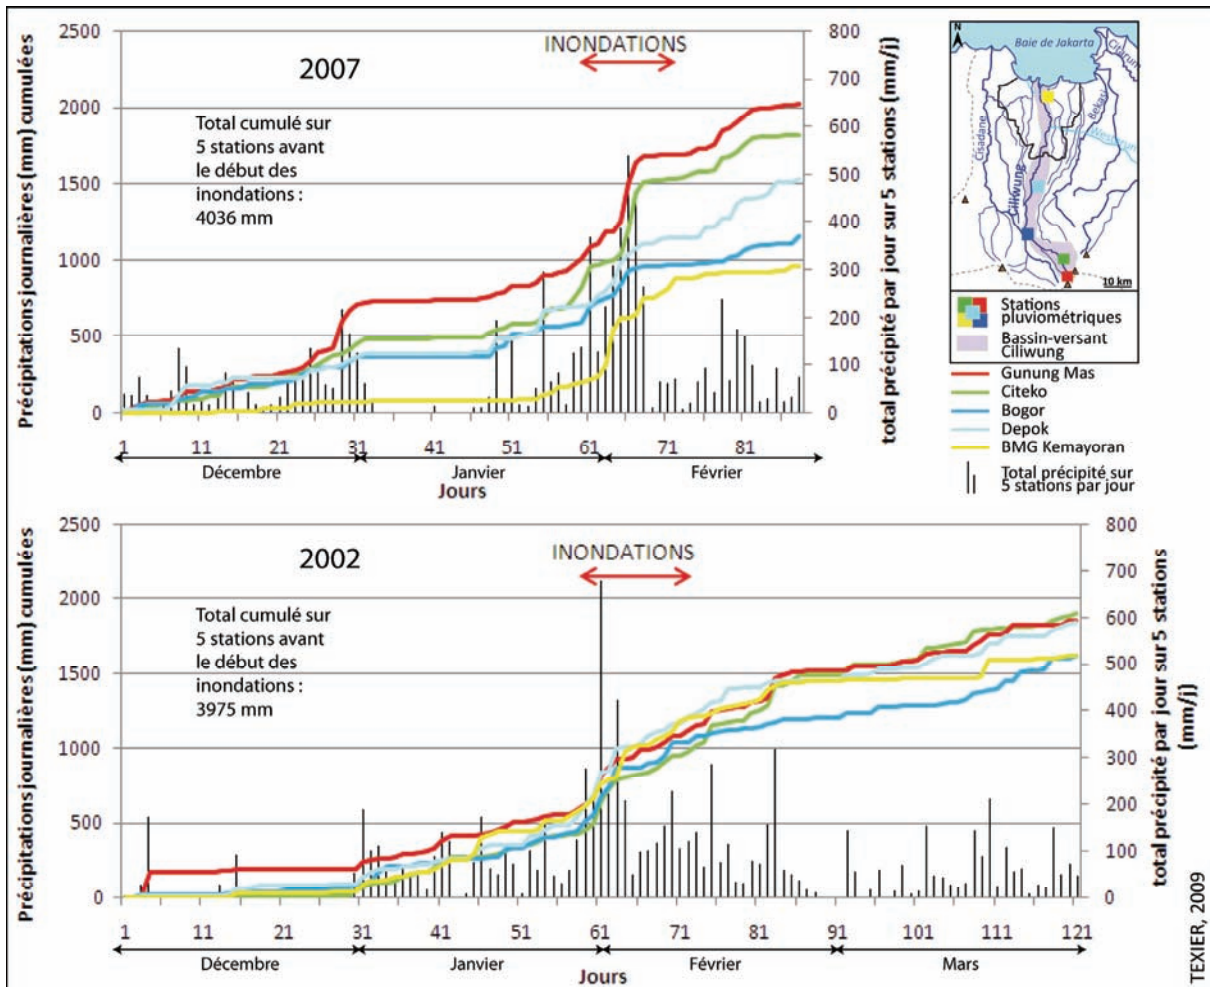 Précipitations journalières (mm) cumulées
2500
2000
1500
1000
500
0
2007
Total cumulé sur
5 stations avant
le début des
inondations :
4036 mm
INONDATIONS
800
700
600
500
400
300
200
100
0
total précipité par jour sur 5 stations (mm/j)
1 11 21 31 41 51 61 71 81
Décembre Janvier Février
Jours
N
Baie de Jakarta
Citarum
Cisadane
Bekasi
Ciliwung
10 km
Stations
pluviométriques
Bassin-versant
Ciliwung
Gunung Mas
Citeko
Bogor
Depok
BMG Kemayoran
Total précipité sur
5 stations par jour
Précipitations journalières (mm) cumulées
2500
2000
1500
1000
500
0
2002
Total cumulé sur
5 stations avant
le début des
inondations :
3975 mm
INONDATIONS
800
700
600
500
400
300
200
100
0
total précipité par jour sur 5 stations
(mm/j)
1 11 21 31 41 51 61 71 81 91 101 111 121
Décembre Janvier Février Mars
Jours
TEXIER, 2009